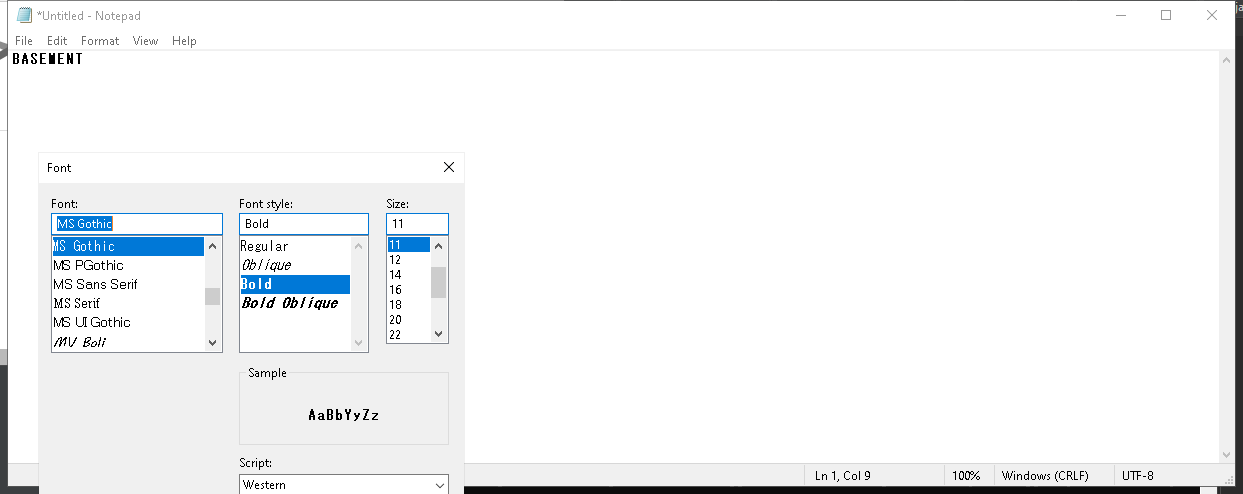 *Untitled - Notepad
File Edit Format View Help
BASEMENT
Font
Font: Font style: Size:
MS Gothic Bold 11
MS Gothic Regular 11
MS PGothic Oblique 12
MS Sans Serif Bold 14
MS Serif Bold Oblique 16
MS UI Gothic 18
MV Boli 20
22
Sample
AaBbYyZz
Script:
Western
Ln 1, Col 9 100% Windows (CRLF) UTF-8